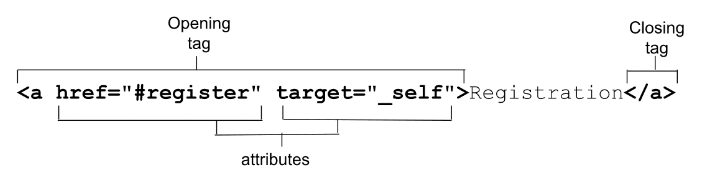 Opening
tag
Closing
tag
<a href="#register" target="_self">Registration</a>
attributes